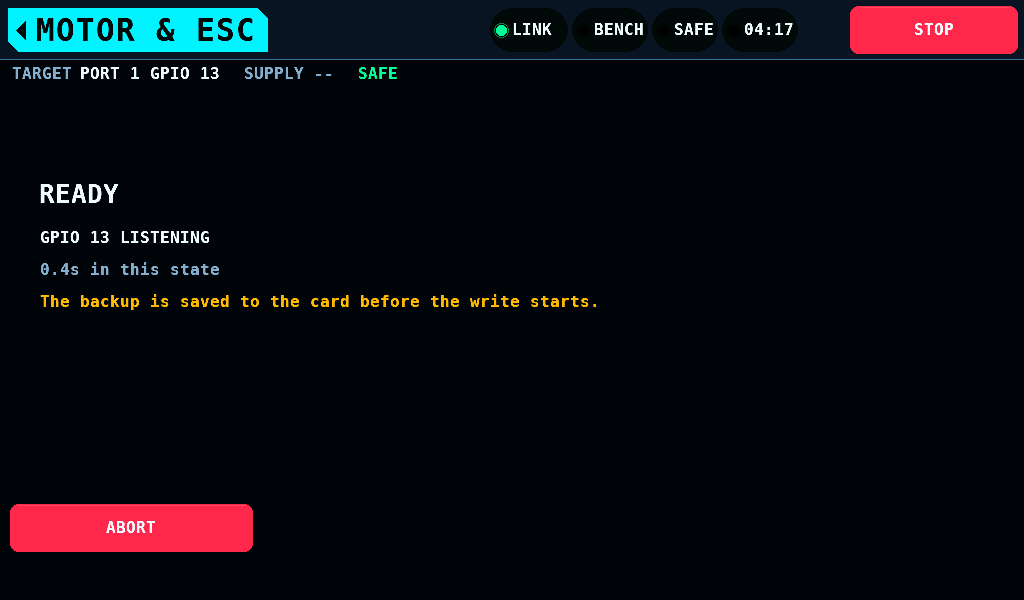 MOTOR & ESC
LINK
BENCH
SAFE
04:17
STOP
TARGET PORT 1 GPIO 13 SUPPLY -- SAFE
READY
GPIO 13 LISTENING
0.4s in this state
The backup is saved to the card before the write starts.
ABORT